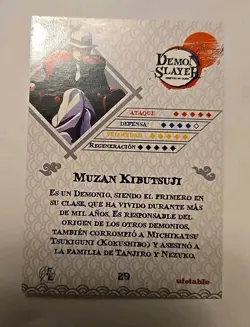 DEMON SLAYER
ATAQUE
DEFENSA
VELOCIDAD
REGENERACIÓN
MUZAN KIBUTSUJI
ES UN DEMONIO, SIENDO EL PRIMERO EN
SU CLASE, QUE HA VIVIDO DURANTE MÁS
DE MIL AÑOS. ES RESPONSABLE DEL
ORIGEN DE LOS OTROS DEMONIOS,
TAMBIÉN CORROMPIÓ A MICHIKATSU
TSUKIGUNI (KOKUSHIBO) Y ASESINÓ A
LA FAMILIA DE TANJIRO Y NEZUKO.
29
ufotable